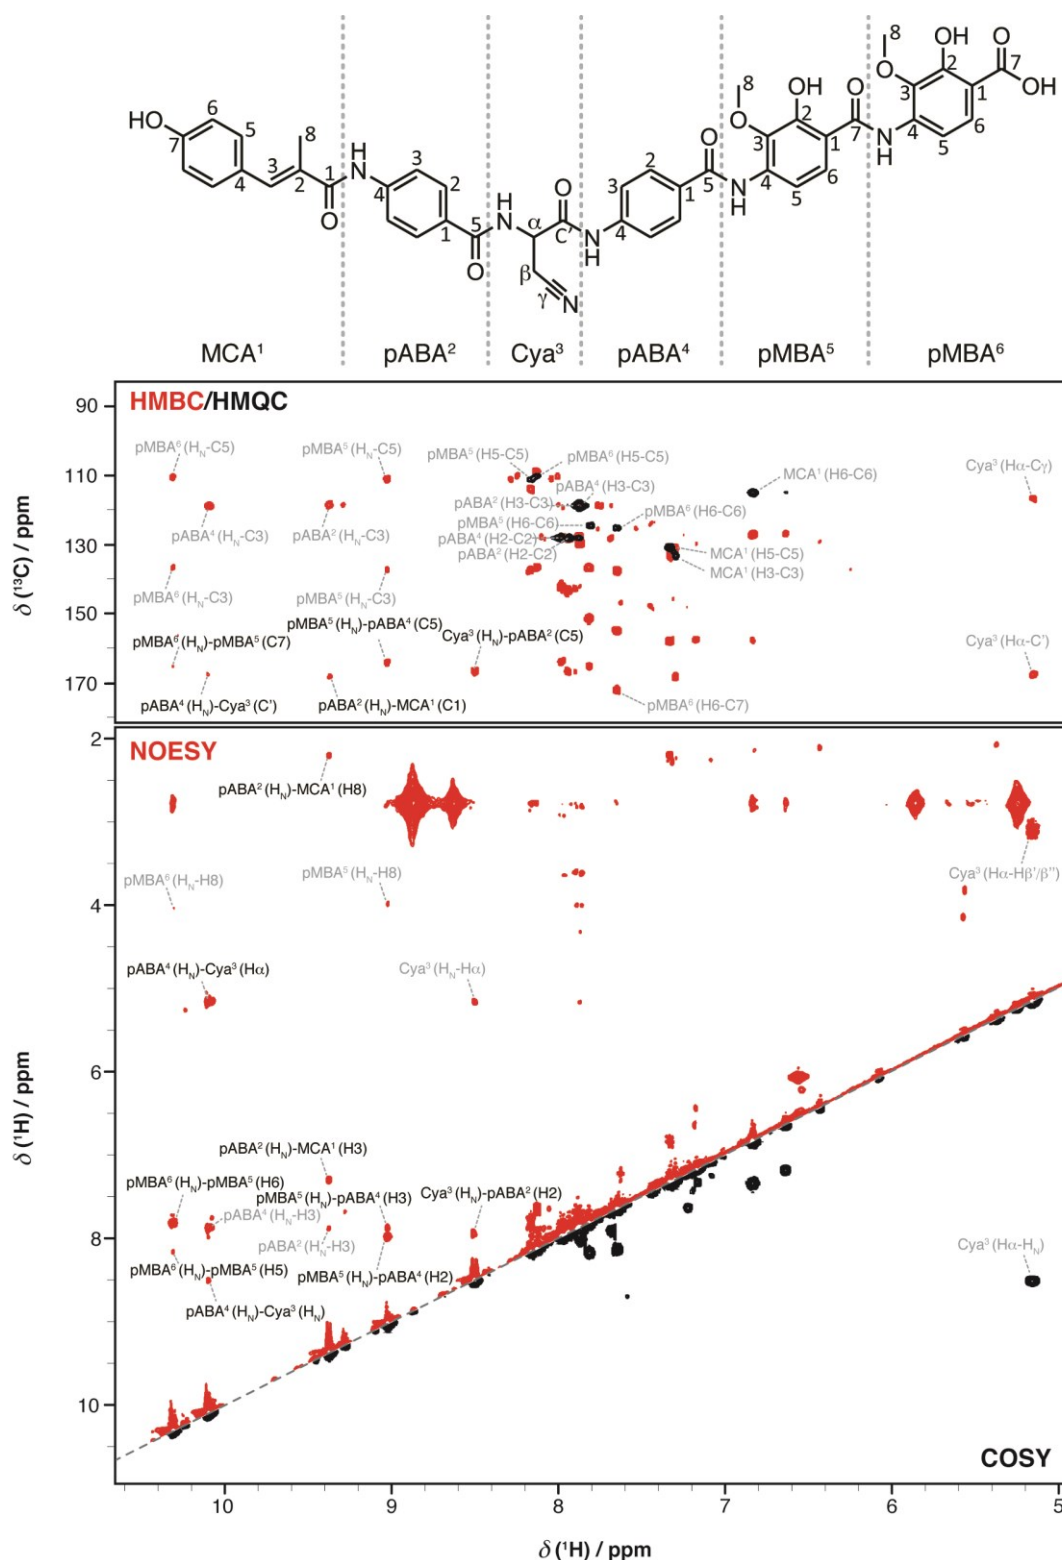 8
OH
O
7
OH
O
2
3
1
4
6
5
N
H
8
OH
O
7
O
2
3
1
4
6
5
HO
6
5
7
8
4
3
2
1
O
H
N
3
4
2
1
5
O
H
N
α
O
C'
β
γ
N
N
H
2
3
1
4
O
5
N
H
MCA¹ pABA² Cya³ pABA⁴ pMBA⁵ pMBA⁶
HMBC/HMQC
90
110
130
150
170
δ (¹³C) / ppm
pMBA⁶ (H_N-C5)
pMBA⁵ (H_N-C5)
pMBA⁵ (H5-C5)
pMBA⁶ (H5-C5)
MCA¹ (H6-C6)
Cya³ (Hα-Cγ)
pABA⁴ (H3-C3)
pABA² (H3-C3)
pMBA⁶ (H6-C6)
pABA⁴ (H_N-C3)
pABA² (H_N-C3)
pMBA⁵ (H6-C6)
pABA⁴ (H2-C2)
pABA² (H2-C2)
MCA¹ (H5-C5)
MCA¹ (H3-C3)
pMBA⁶ (H_N-C3)
pMBA⁵ (H_N-C3)
pMBA⁵ (H_N)-pABA⁴ (C5)
Cya³ (H_N)-pABA² (C5)
pMBA⁶ (H_N)-pMBA⁵ (C7)
Cya³ (Hα-C')
pABA⁴ (H_N)-Cya³ (C')
pABA² (H_N)-MCA¹ (C1)
pMBA⁶ (H6-C7)
NOESY
2
4
6
8
10
δ (¹H) / ppm
pABA² (H_N)-MCA¹ (H8)
pMBA⁶ (H_N-H8)
pMBA⁵ (H_N-H8)
Cya³ (Hα-Hβ'/β'')
pABA⁴ (H_N)-Cya³ (Hα)
Cya³ (H_N-Hα)
pABA² (H_N)-MCA¹ (H3)
pMBA⁶ (H_N)-pMBA⁵ (H6)
pMBA⁵ (H_N)-pABA⁴ (H3)
Cya³ (H_N)-pABA² (H2)
pABA⁴ (H_N-H3)
pABA² (H_N-H3)
pMBA⁶ (H_N)-pMBA⁵ (H5)
pMBA⁵ (H_N)-pABA⁴ (H2)
Cya³ (Hα-H_N)
pABA⁴ (H_N)-Cya³ (H_N)
COSY
10 9 8 7 6 5
δ (¹H) / ppm